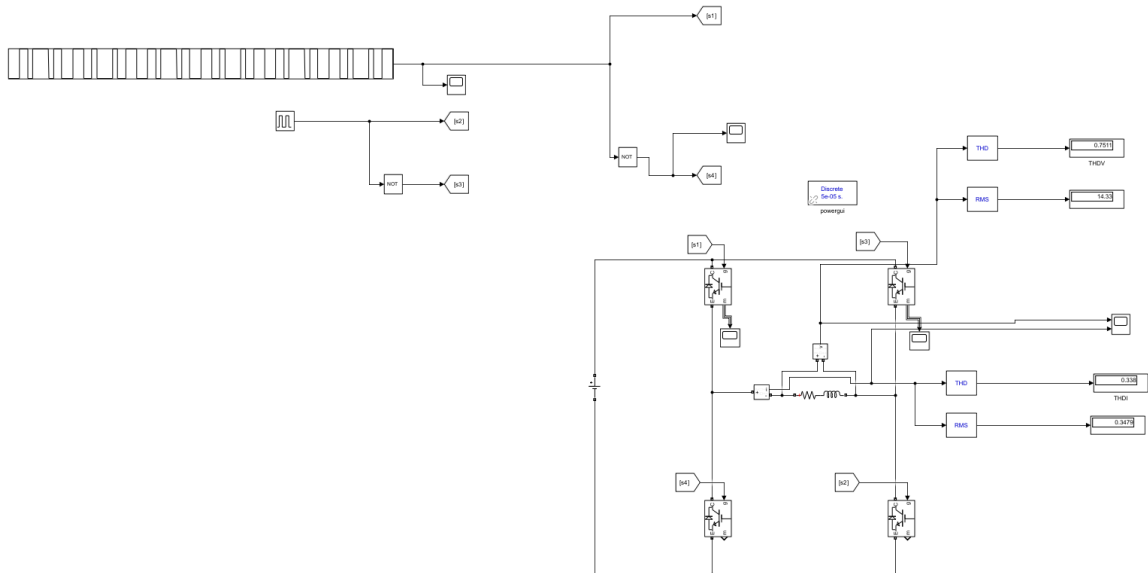 [s1]
[s2]
NOT
[s3]
NOT
[s4]
Discrete
5e-05 s.
powergui
THD
0.7511
THDV
RMS
14.33
[s1]
[s3]
THD
0.338
THDI
RMS
0.3479
[s4]
[s2]